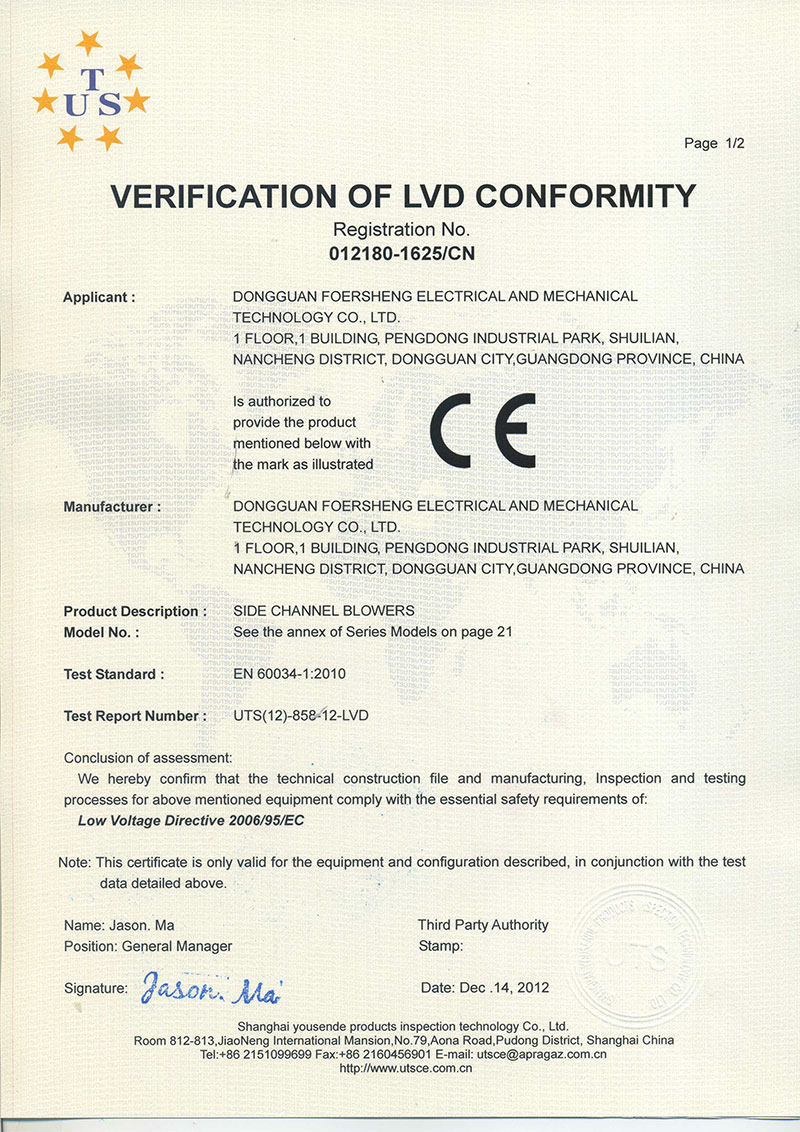 T
U S
Page 1/2
VERIFICATION OF LVD CONFORMITY
Registration No.
012180-1625/CN
Applicant :
DONGGUAN FOERSHENG ELECTRICAL AND MECHANICAL
TECHNOLOGY CO., LTD.
1 FLOOR,1 BUILDING, PENGDONG INDUSTRIAL PARK, SHUILIAN,
NANCHENG DISTRICT, DONGGUAN CITY,GUANGDONG PROVINCE, CHINA
Is authorized to
provide the product
mentioned below with
the mark as illustrated
CE
Manufacturer :
DONGGUAN FOERSHENG ELECTRICAL AND MECHANICAL
TECHNOLOGY CO., LTD.
1 FLOOR,1 BUILDING, PENGDONG INDUSTRIAL PARK, SHUILIAN,
NANCHENG DISTRICT, DONGGUAN CITY,GUANGDONG PROVINCE, CHINA
Product Description : SIDE CHANNEL BLOWERS
Model No. : See the annex of Series Models on page 21
Test Standard : EN 60034-1:2010
Test Report Number : UTS(12)-858-12-LVD
Conclusion of assessment:
We hereby confirm that the technical construction file and manufacturing, Inspection and testing
processes for above mentioned equipment comply with the essential safety requirements of:
Low Voltage Directive 2006/95/EC
Note: This certificate is only valid for the equipment and configuration described, in conjunction with the test
data detailed above.
Name: Jason. Ma
Position: General Manager
Signature: Jason. Ma
Third Party Authority
Stamp:
Date: Dec .14, 2012
UTS
Shanghai yousende products inspection technology Co., Ltd.
Room 812-813,JiaoNeng International Mansion,No.79,Aona Road,Pudong District, Shanghai China
Tel:+86 2151099699 Fax:+86 2160456901 E-mail: utsce@apragaz.com.cn
http://www.utsce.com.cn